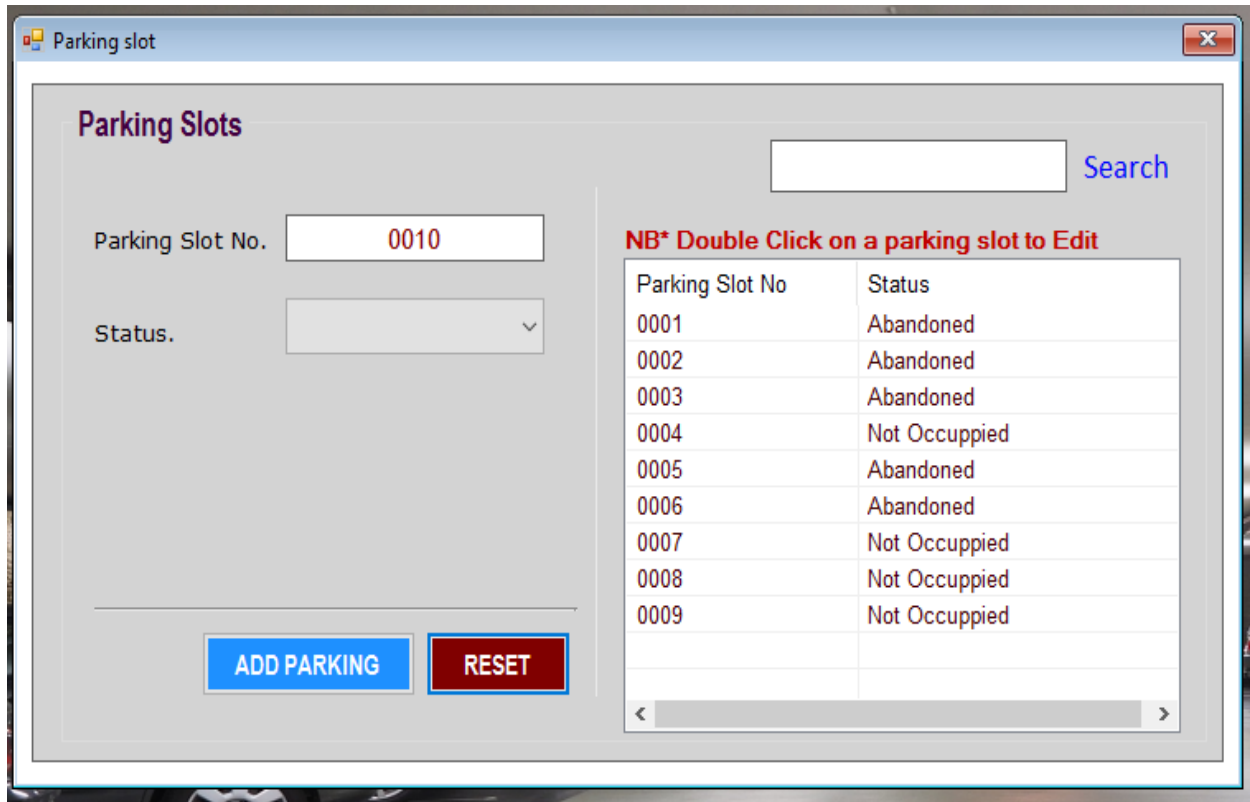 Parking slot
Parking Slots
Search
Parking Slot No. 0010
Status.
ADD PARKING RESET
NB* Double Click on a parking slot to Edit
Parking Slot No Status
0001 Abandoned
0002 Abandoned
0003 Abandoned
0004 Not Occuppied
0005 Abandoned
0006 Abandoned
0007 Not Occuppied
0008 Not Occuppied
0009 Not Occuppied